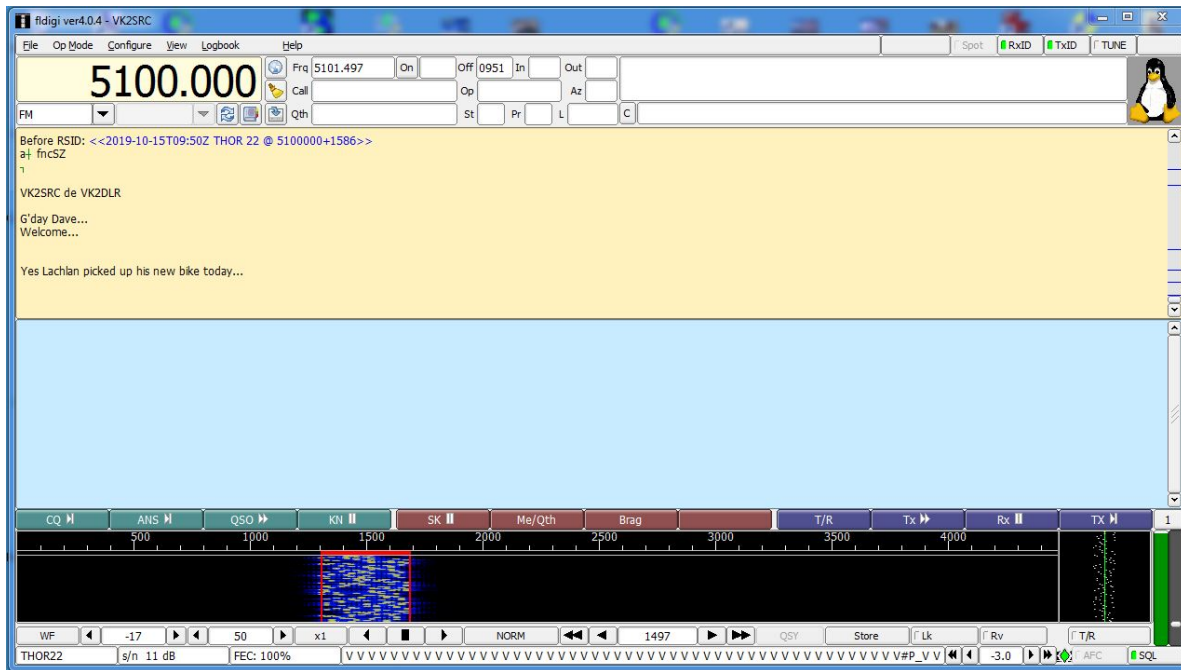 fldigi ver4.0.4 - VK2SRC
File Op Mode Configure View Logbook Help Spot RxID TxID TUNE
5100.000 Frq 5101.497 On Off 0951 In Out
Call Op Az
FM Qth St Pr L C
Before RSID: <<2019-10-15T09:50Z THOR 22 @ 5100000+1586>>
a┤ fncSZ
┐
VK2SRC de VK2DLR
G'day Dave...
Welcome...
Yes Lachlan picked up his new bike today...
CQ ANS QSO KN SK Me/Qth Brag T/R Tx Rx TX 1
500 1000 1500 2000 2500 3000 3500 4000
WF -17 50 x1 NORM 1497 QSY Store Lk Rv T/R
THOR22 s/n 11 dB FEC: 100% V V V V V V V V V V V V V V V V V V V V V V V V V V V V V V V V V V V V V V V V V V V V V V V V V V V#P_V V -3.0 AFC SQL